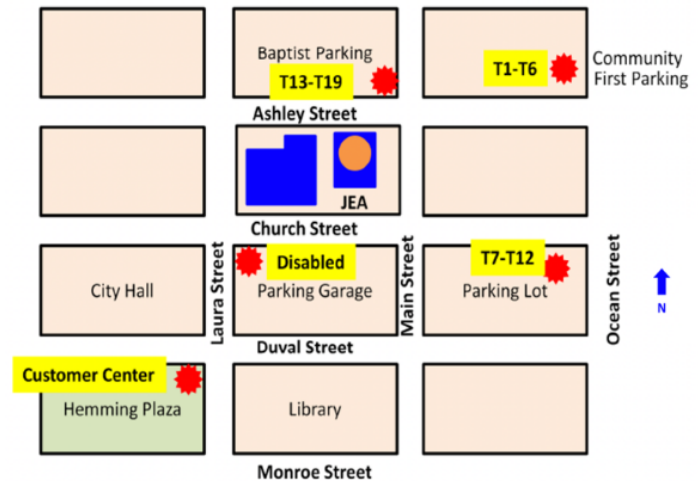 Baptist Parking
T13-T19
T1-T6
Community
First Parking
Ashley Street
JEA
Church Street
Laura Street
Disabled
Main Street
T7-T12
Ocean Street
City Hall
Parking Garage
Parking Lot
N
Duval Street
Customer Center
Hemming Plaza
Library
Monroe Street